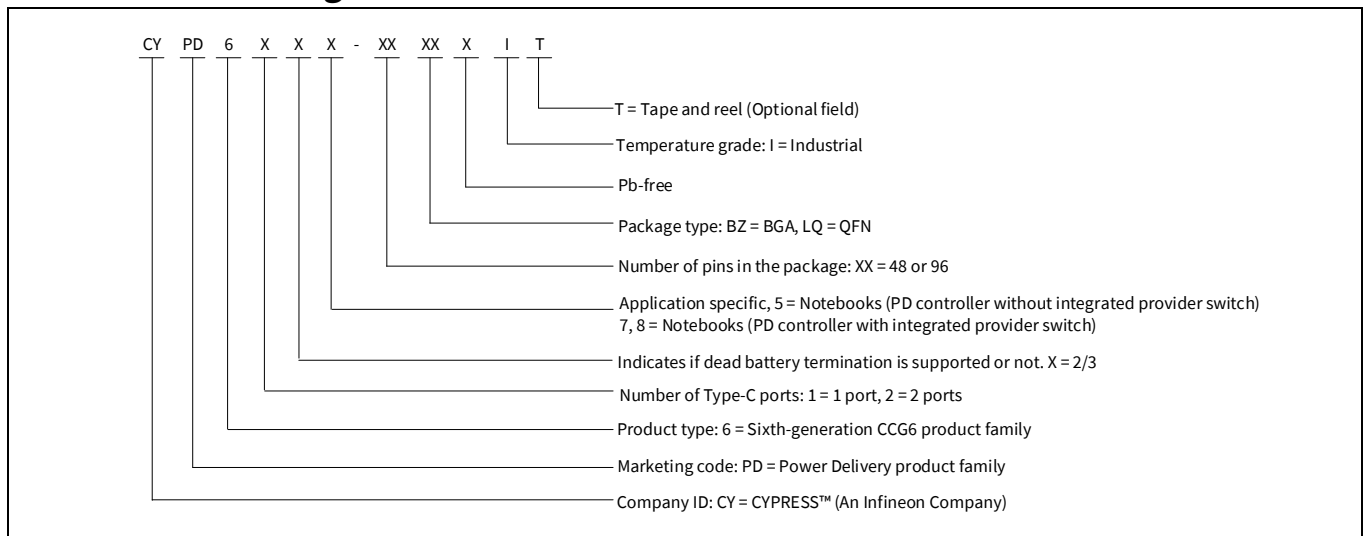 CY PD 6 X X X - XX XX X I T
T = Tape and reel (Optional field)
Temperature grade: I = Industrial
Pb-free
Package type: BZ = BGA, LQ = QFN
Number of pins in the package: XX = 48 or 96
Application specific, 5 = Notebooks (PD controller without integrated provider switch)
7, 8 = Notebooks (PD controller with integrated provider switch)
Indicates if dead battery termination is supported or not. X = 2/3
Number of Type-C ports: 1 = 1 port, 2 = 2 ports
Product type: 6 = Sixth-generation CCG6 product family
Marketing code: PD = Power Delivery product family
Company ID: CY = CYPRESS™ (An Infineon Company)